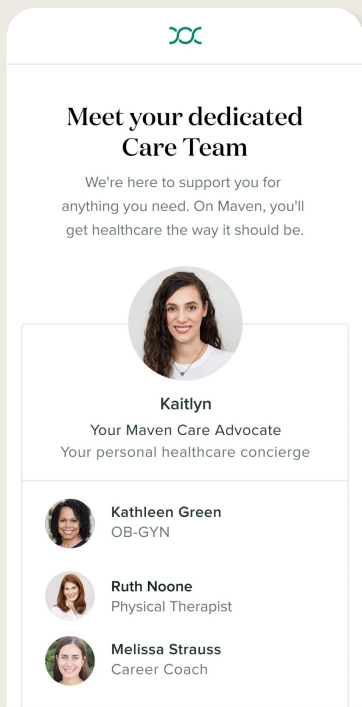 Meet your dedicated
Care Team
We're here to support you for
anything you need. On Maven, you'll
get healthcare the way it should be.
Kaitlyn
Your Maven Care Advocate
Your personal healthcare concierge
Kathleen Green
OB-GYN
Ruth Noone
Physical Therapist
Melissa Strauss
Career Coach